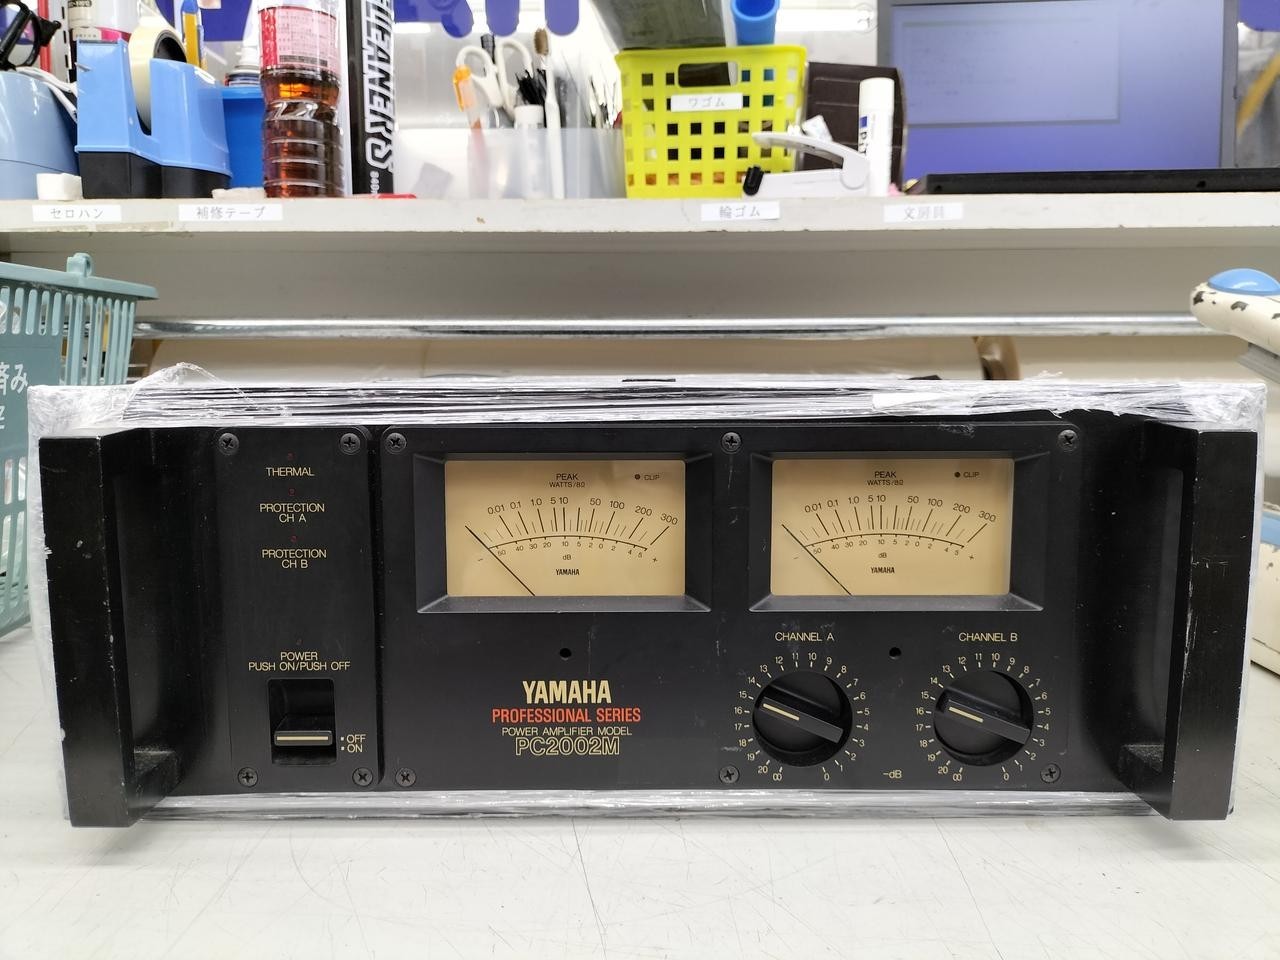 CLEANERS
ワゴム
セロハン
補修テープ
輪ゴム
文房具
済み
THERMAL
PROTECTION
CH A
PROTECTION
CH B
POWER
PUSH ON/PUSH OFF
OFF
ON
PEAK
WATTS/8Ω
CLIP
0.01 0.1 1.0 5 10 50 100 200 300
50 40 30 20 10 5 2 0 2 4 5
- dB +
YAMAHA
PEAK
WATTS/8Ω
CLIP
0.01 0.1 1.0 5 10 50 100 200 300
50 40 30 20 10 5 2 0 2 4 5
- dB +
YAMAHA
YAMAHA
PROFESSIONAL SERIES
POWER AMPLIFIER MODEL
PC2002M
CHANNEL A
∞ 20 19 18 17 16 15 14 13 12 11 10 9 8 7 6 5 4 3 2 1 0
-dB
CHANNEL B
∞ 20 19 18 17 16 15 14 13 12 11 10 9 8 7 6 5 4 3 2 1 0